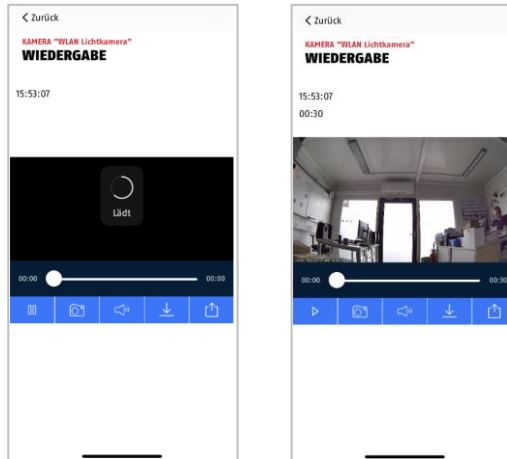 Zurück
KAMERA "WLAN Lichtkamera"
WIEDERGABE
15:53:07
Lädt
00:00
00:00
Zurück
KAMERA "WLAN Lichtkamera"
WIEDERGABE
15:53:07
00:30
00:00
00:30